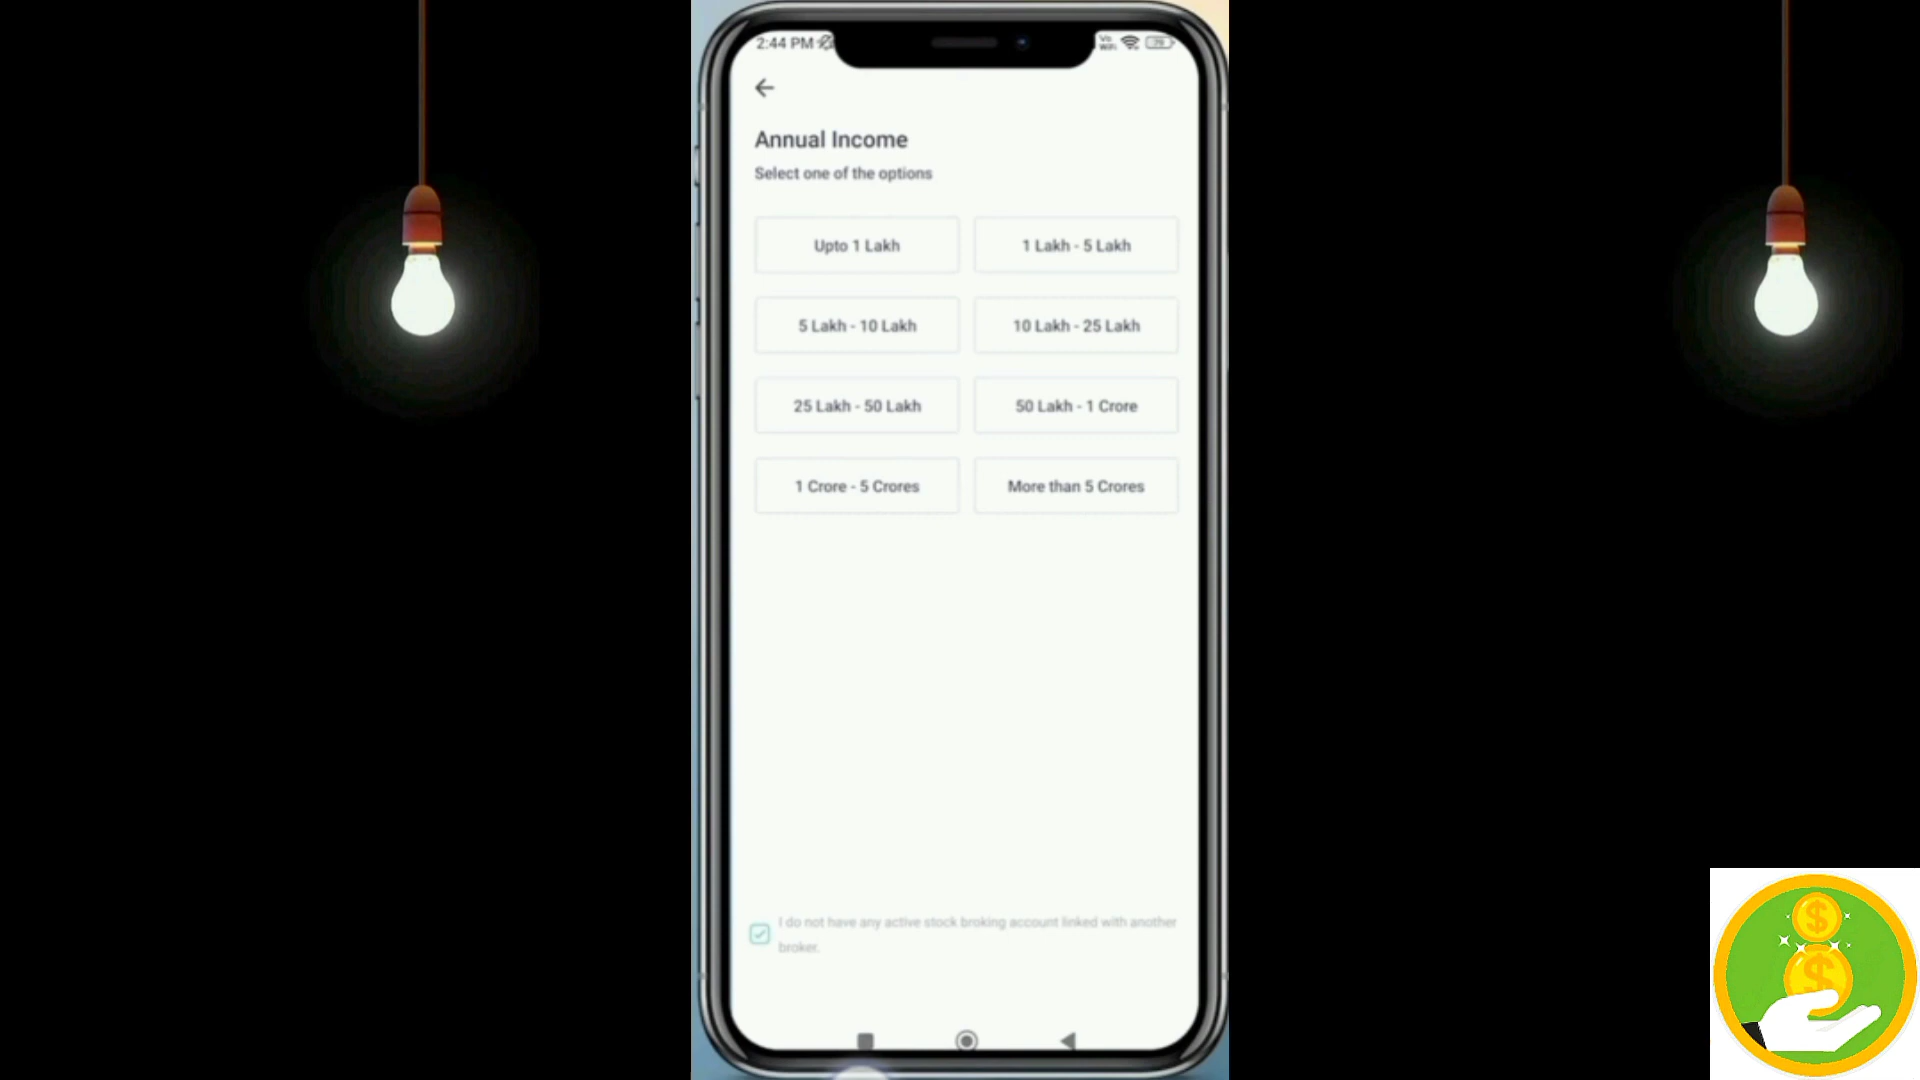 2:44 PM
Annual Income
Select one of the options
Upto 1 Lakh
1 Lakh - 5 Lakh
5 Lakh - 10 Lakh
10 Lakh - 25 Lakh
25 Lakh - 50 Lakh
50 Lakh - 1 Crore
1 Crore - 5 Crores
More than 5 Crores
I do not have any active stock broking account linked with another
broker.
$
$